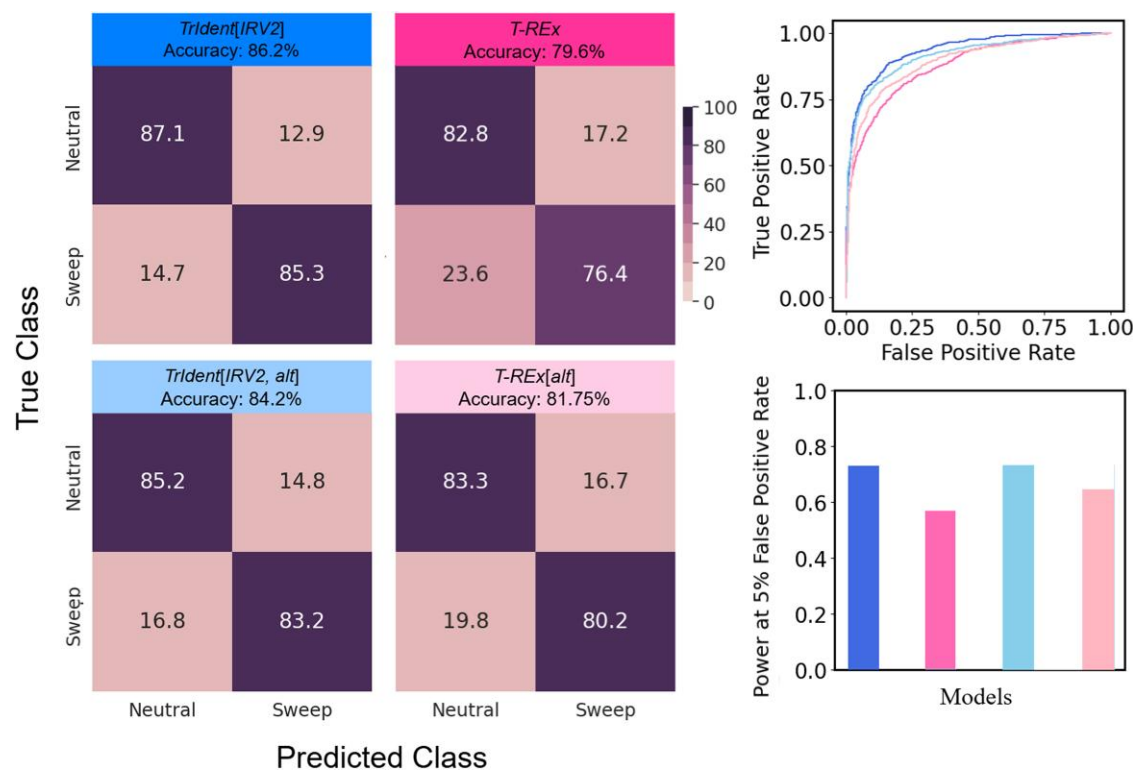 TrIdent[IRV2]
Accuracy: 86.2%
T-REx
Accuracy: 79.6%
True Class
Neutral
87.1 12.9
82.8 17.2
Sweep
14.7 85.3
23.6 76.4
100
80
60
40
20
0
TrIdent[IRV2, alt]
Accuracy: 84.2%
T-REx[alt]
Accuracy: 81.75%
Neutral
85.2 14.8
83.3 16.7
Sweep
16.8 83.2
19.8 80.2
Neutral Sweep
Neutral Sweep
Predicted Class
True Positive Rate
1.00
0.75
0.50
0.25
0.00
0.00 0.25 0.50 0.75 1.00
False Positive Rate
Power at 5% False Positive Rate
1.0
0.8
0.6
0.4
0.2
0.0
Models